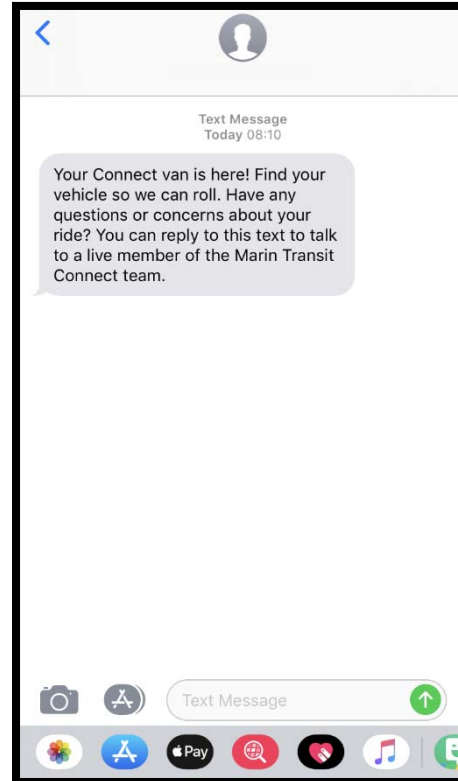 Text Message
Today 08:10
Your Connect van is here! Find your
vehicle so we can roll. Have any
questions or concerns about your
ride? You can reply to this text to talk
to a live member of the Marin Transit
Connect team.
Text Message
Pay